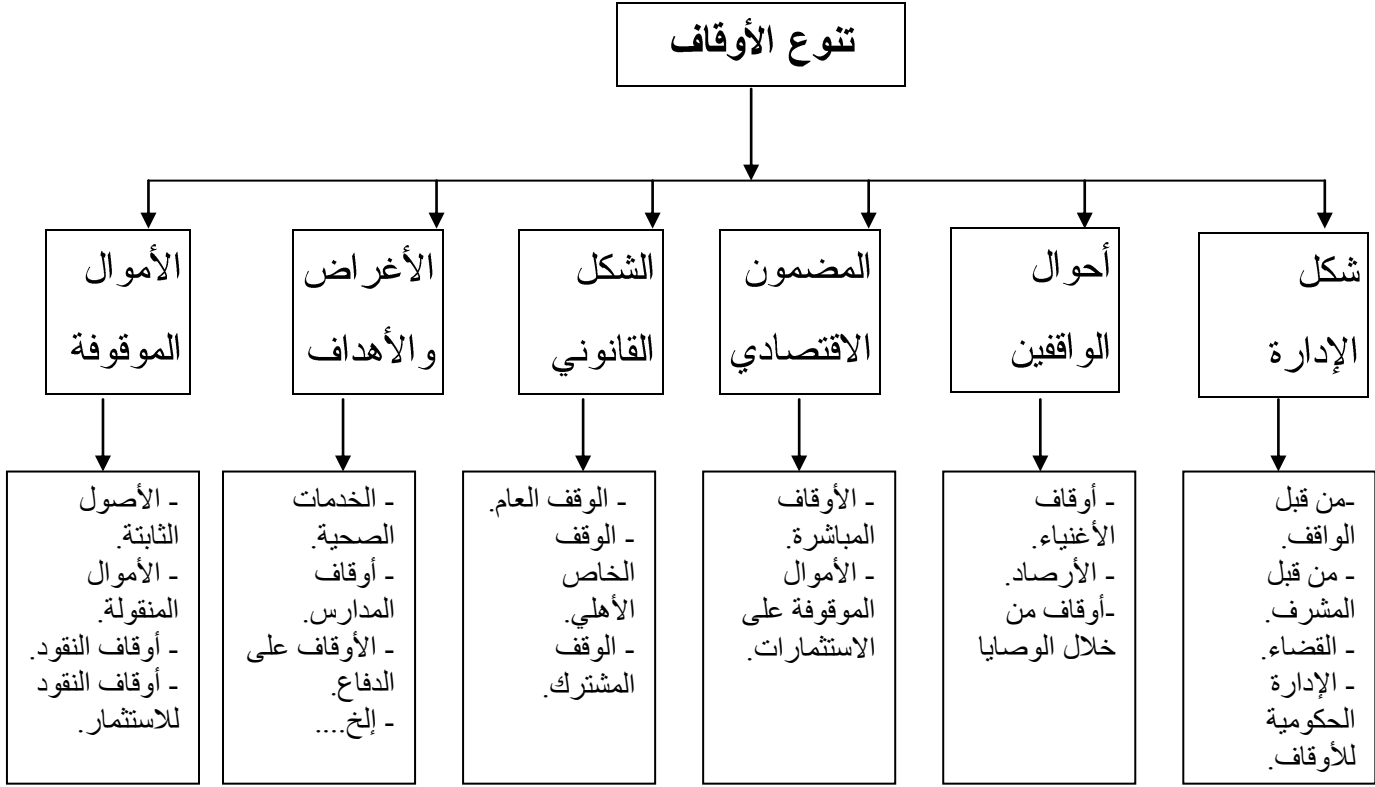 تنوع الأوقاف
شكل
الإدارة
أحوال
الواقفين
المضمون
الاقتصادي
الشكل
القانوني
الأغراض
والأهداف
الأموال
الموقوفة
-من قبل
الواقف.
- من قبل
المشرف.
- القضاء.
- الإدارة
الحكومية
للأوقاف.
- أوقاف
الأغنياء.
- الأرصاد.
-أوقاف من
خلال الوصايا
- الأوقاف
المباشرة.
- الأموال
الموقوفة على
الاستثمارات.
- الوقف العام.
- الوقف
الخاص
الأهلي.
- الوقف
المشترك.
- الخدمات
الصحية.
- أوقاف
المدارس.
- الأوقاف على
الدفاع.
- إلخ....
- الأصول
الثابتة.
- الأموال
المنقولة.
- أوقاف النقود.
- أوقاف النقود
للاستثمار.